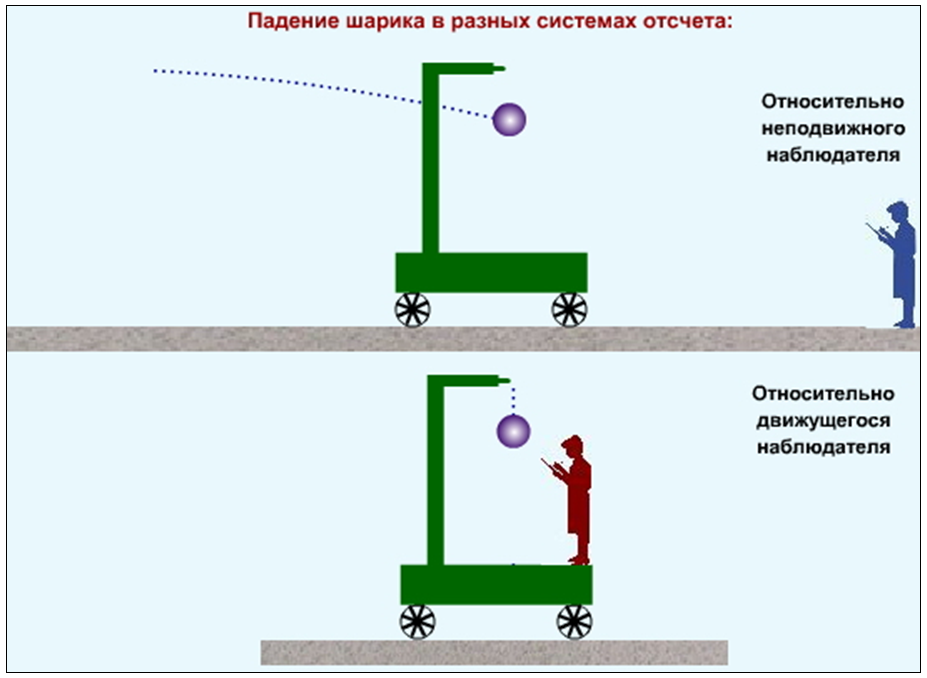 Падение шарика в разных системах отсчета:
Относительно
неподвижного
наблюдателя
Относительно
движущегося
наблюдателя